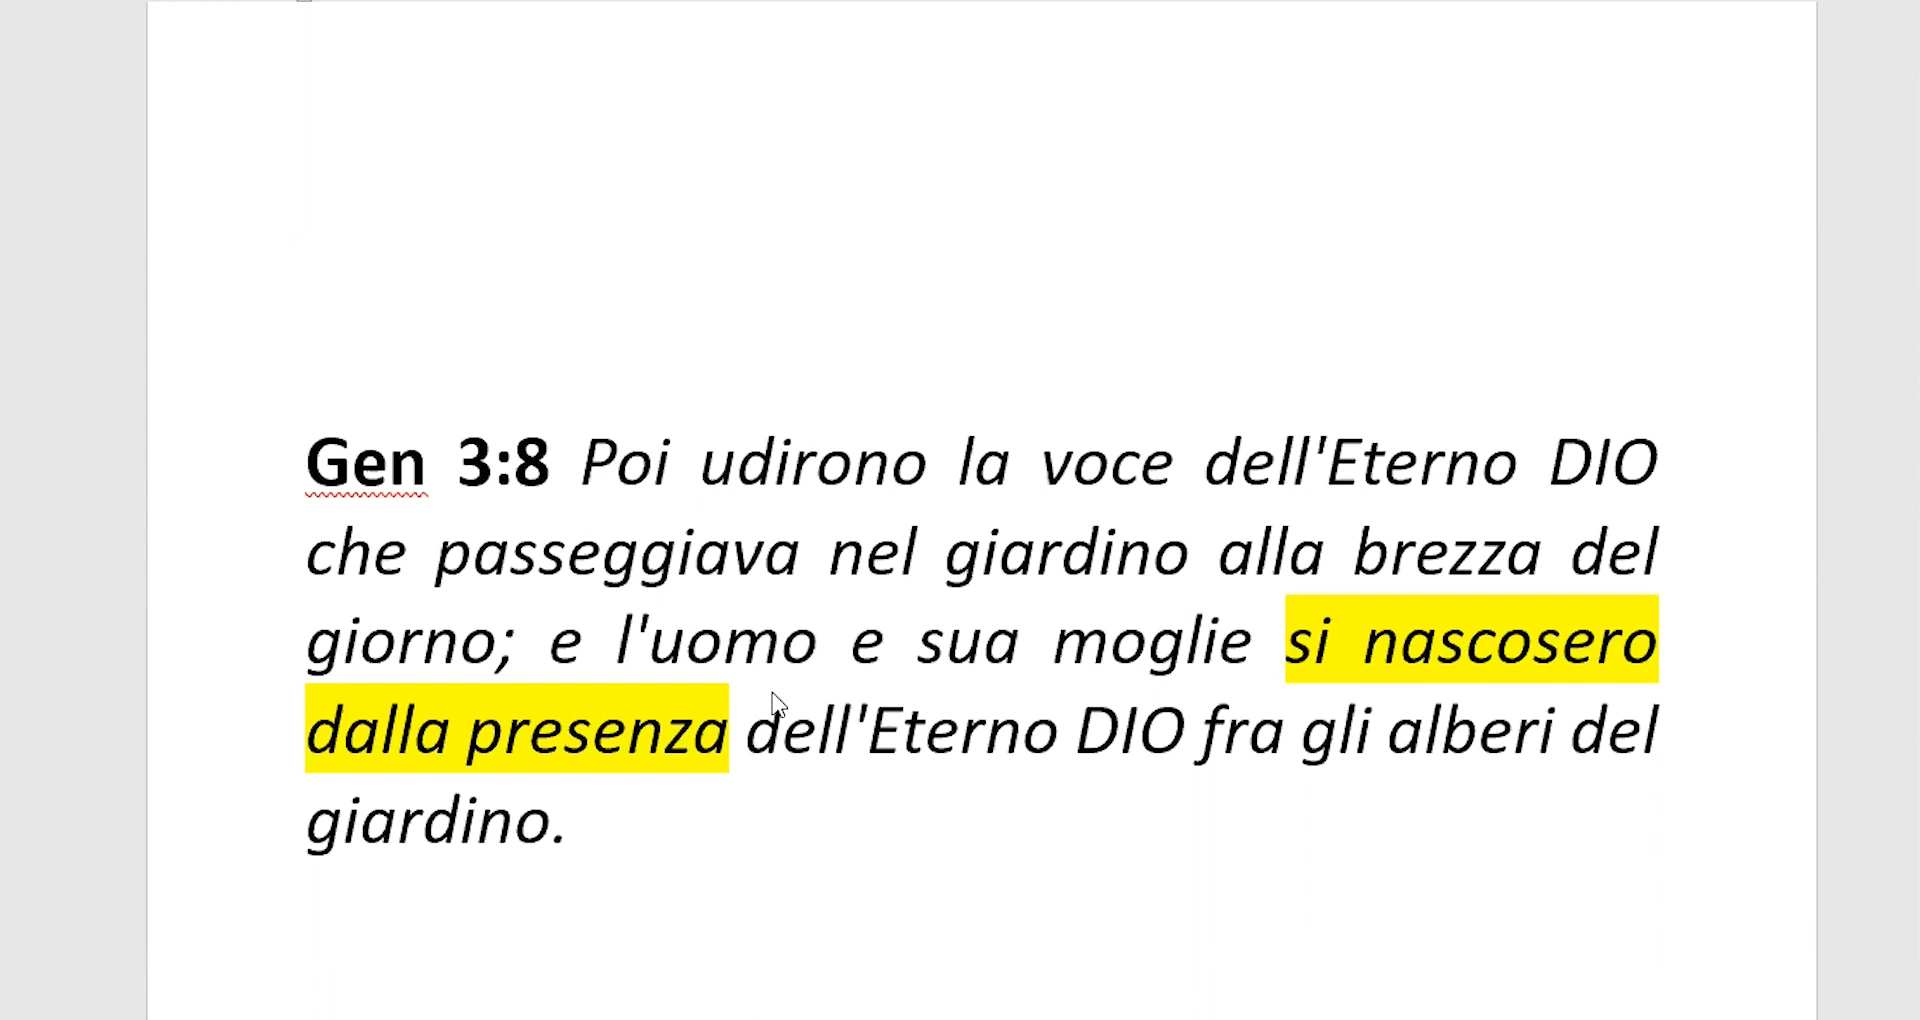 Gen 3:8 Poi udirono la voce dell'Eterno DIO
che passeggiava nel giardino alla brezza del
giorno; e l'uomo e sua moglie si nascosero
dalla presenza dell'Eterno DIO fra gli alberi del
giardino.